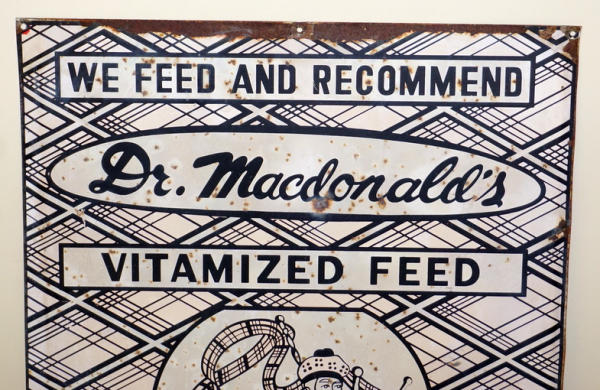 WE FEED AND RECOMMEND
Dr. Macdonald's
VITAMIZED FEED